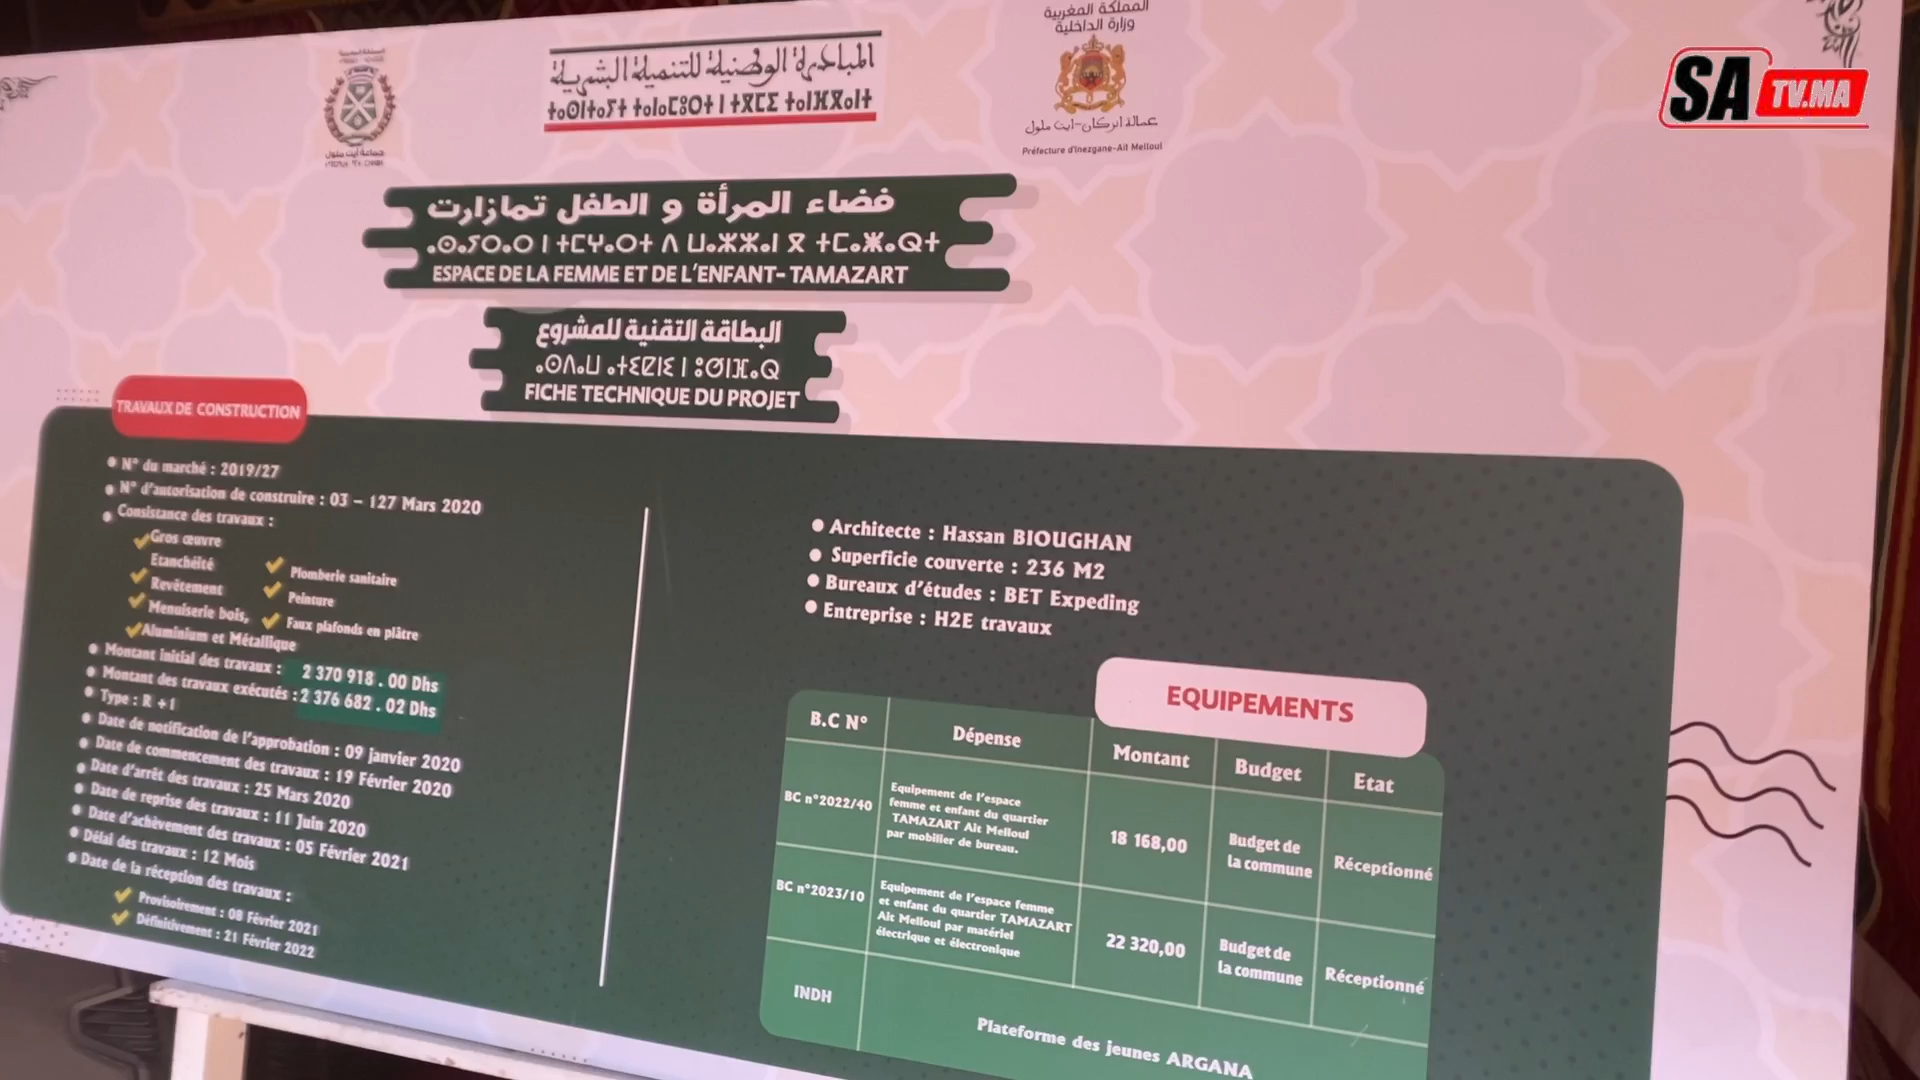 المملكة المغربية
وزارة الداخلية
عمالة انزكان-ايت ملول
Préfecture d'Inezgane-Ait Melloul
المبادرة الوطنية للتنمية البشرية
ⵜⴰⵙⵏⵜⴰⵢⵜ ⵜⴰⵏⴰⵎⵓⵔⵜ ⵏ ⵜⴳⵎⵉ ⵜⴰⵏⴼⴳⴰⵏⵜ
جماعة أيت ملول
SA TV.MA
فضاء المرأة و الطفل تمازارت
ⴰⵙⴰⵢⵔⴰⵔ ⵏ ⵜⵎⵖⴰⵔⵜ ⴷ ⵡⴰⵣⵣⴰⵏ ⴳ ⵜⵎⴰⵥⴰⵕⵜ
ESPACE DE LA FEMME ET DE L'ENFANT- TAMAZART
البطاقة التقنية للمشروع
FICHE TECHNIQUE DU PROJET
TRAVAUX DE CONSTRUCTION
N° du marché : 2019/27
N° d'autorisation de construire : 03 – 127 Mars 2020
Consistance des travaux :
Gros œuvre
Etanchéité
Revêtement
Menuiserie bois,
Aluminium et Métallique
Plomberie sanitaire
Peinture
Faux plafonds en plâtre
Montant initial des travaux : 2 370 918 . 00 Dhs
Montant des travaux exécutés : 2 376 682 . 02 Dhs
Type : R +1
Date de notification de l'approbation : 09 janvier 2020
Date de commencement des travaux : 19 Février 2020
Date d'arrêt des travaux : 25 Mars 2020
Date de reprise des travaux : 11 Juin 2020
Date d'achèvement des travaux : 05 Février 2021
Délai des travaux : 12 Mois
Date de la réception des travaux :
Provisoirement : 08 Février 2021
Définitivement : 21 Février 2022
Architecte : Hassan BIOUGHAN
Superficie couverte : 236 M2
Bureaux d'études : BET Expeding
Entreprise : H2E travaux
EQUIPEMENTS
B.C N° Dépense Montant Budget Etat
BC n°2022/40
Equipement de l'espace
femme et enfant du quartier
TAMAZART Ait Melloul
par mobilier de bureau.
18 168,00
Budget de
la commune
Réceptionné
BC n°2023/10
Equipement de l'espace femme
et enfant du quartier TAMAZART
Ait Melloul par matériel
électrique et électronique
22 320,00
Budget de
la commune
Réceptionné
INDH
Plateforme des jeunes ARGANA